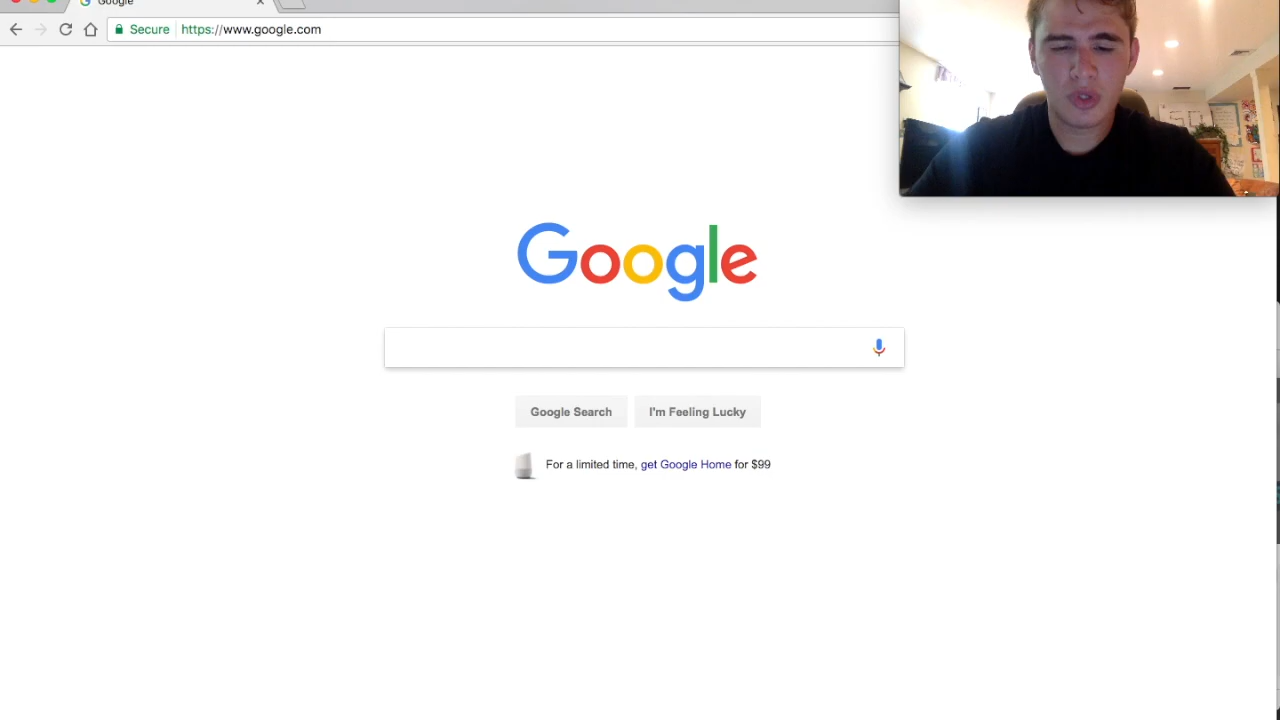 Google
Secure https://www.google.com
Google
Google Search I'm Feeling Lucky
For a limited time, get Google Home for $99